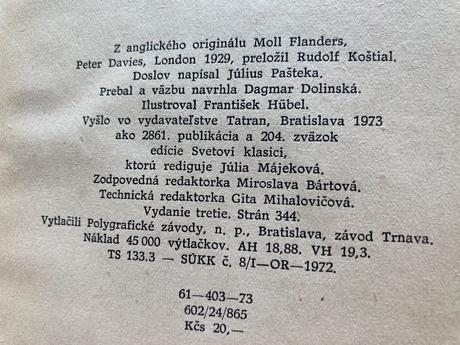 Z anglického originálu Moll Flanders,
Peter Davies, London 1929, preložil Rudolf Koštial.
Doslov napísal Július Pašteka.
Prebal a väzbu navrhla Dagmar Dolinská.
Ilustroval František Hübel.
Vyšlo vo vydavateľstve Tatran, Bratislava 1973
ako 2861. publikácia a 204. zväzok
edície Svetoví klasici,
ktorú rediguje Júlia Májeková.
Zodpovedná redaktorka Miroslava Bártová.
Technická redaktorka Gita Mihalovičová.
Vydanie tretie. Strán 344.
Vytlačili Polygrafické závody, n. p., Bratislava, závod Trnava.
Náklad 45 000 výtlačkov. AH 18,88. VH 19,3.
TS 133.3 — SÚKK č. 8/I—OR—1972.
61—403—73
602/24/865
Kčs 20,—